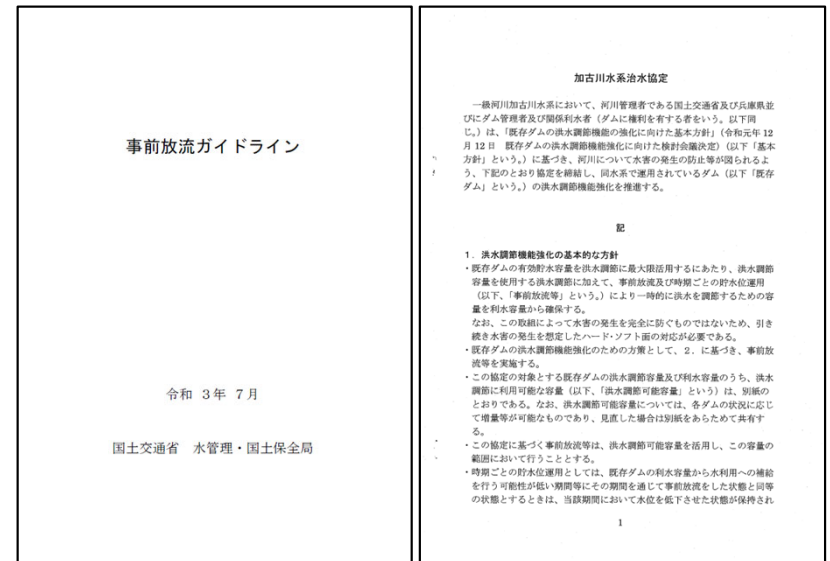 事前放流ガイドライン
令和 3年 7月
国土交通省 水管理・国土保全局
加古川水系治水協定
一級河川加古川水系において、河川管理者である国土交通省及び兵庫県並
びにダム管理者及び関係利水者（ダムに権利を有する者をいう。以下同
じ。）は、「既存ダムの洪水調節機能の強化に向けた基本方針」（令和元年 12
月 12 日 既存ダムの洪水調節機能強化に向けた検討会議決定）（以下「基本
方針」という。）に基づき、河川について水害の発生の防止等が図られるよ
う、下記のとおり協定を締結し、同水系で運用されているダム（以下「既存
ダム」という。）の洪水調節機能強化を推進する。
記
１．洪水調節機能強化の基本的な方針
・既存ダムの有効貯水容量を洪水調節に最大限活用するにあたり、洪水調節
容量を使用する洪水調節に加えて、事前放流及び時期ごとの貯水位運用
（以下、「事前放流等」という。）により一時的に洪水を調節するための容
量を利水容量から確保する。
なお、この取組によって水害の発生を完全に防ぐものではないため、引き
続き水害の発生を想定したハード・ソフト面の対応が必要である。
・既存ダムの洪水調節機能強化のための方策として、２．に基づき、事前放
流等を実施する。
・この協定の対象とする既存ダムの洪水調節容量及び利水容量のうち、洪水
調節に利用可能な容量（以下、「洪水調節可能容量」という）は、別紙の
とおりである。なお、洪水調節可能容量については、各ダムの状況に応じ
て増量等が可能なものであり、見直した場合は別紙をあらためて共有す
る。
・この協定に基づく事前放流等は、洪水調節可能容量を活用し、この容量の
範囲において行うこととする。
・時期ごとの貯水位運用としては、既存ダムの利水容量から水利用への補給
を行う可能性が低い期間等にその期間を通じて事前放流をした状態と同等
の状態とするときは、当該期間において水位を低下させた状態が保持され
1